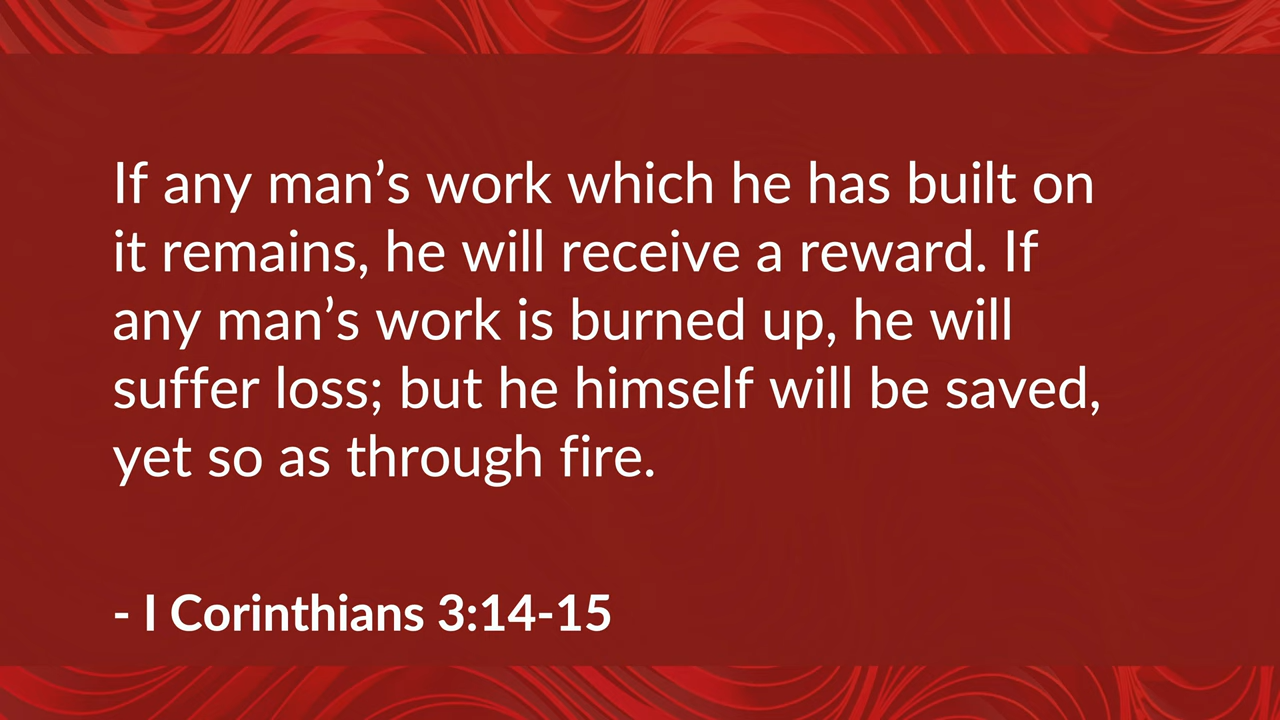 If any man’s work which he has built on
it remains, he will receive a reward. If
any man’s work is burned up, he will
suffer loss; but he himself will be saved,
yet so as through fire.
- I Corinthians 3:14-15